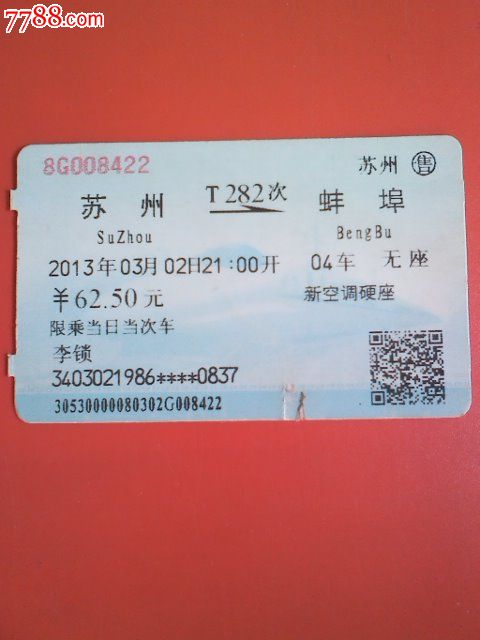 7788.com
8G008422 苏州 售
苏州 T282次 蚌埠
SuZhou BengBu
2013年03月02日21:00开 04车 无座
￥62.50元 新空调硬座
限乘当日当次车
李锁
3403021986****0837
30530000080302G008422